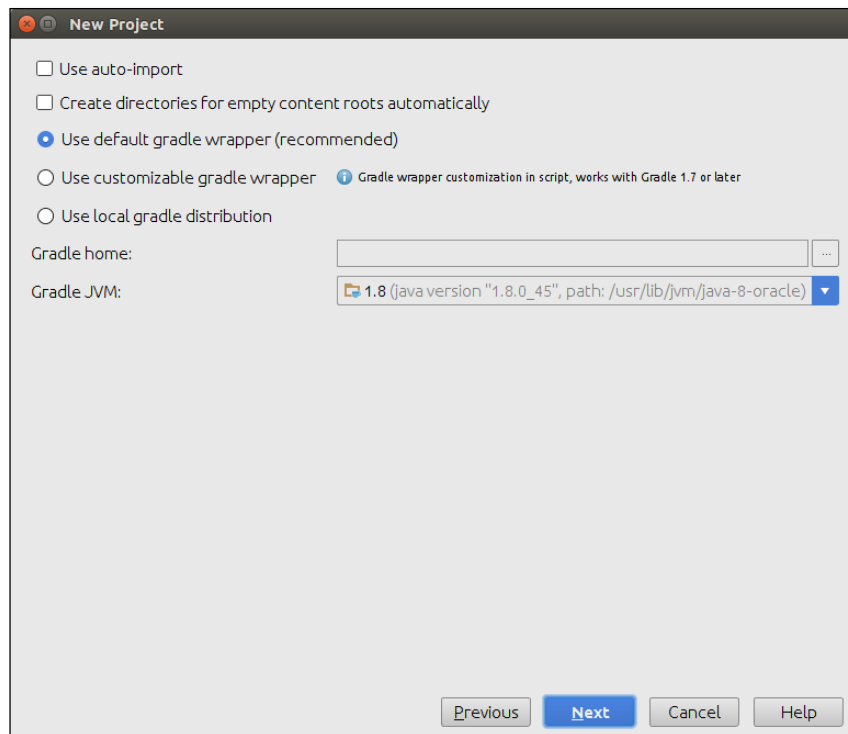 New Project
Use auto-import
Create directories for empty content roots automatically
Use default gradle wrapper (recommended)
Use customizable gradle wrapper Gradle wrapper customization in script, works with Gradle 1.7 or later
Use local gradle distribution
Gradle home: ...
Gradle JVM: 1.8 (java version "1.8.0_45", path: /usr/lib/jvm/java-8-oracle)
Previous Next Cancel Help